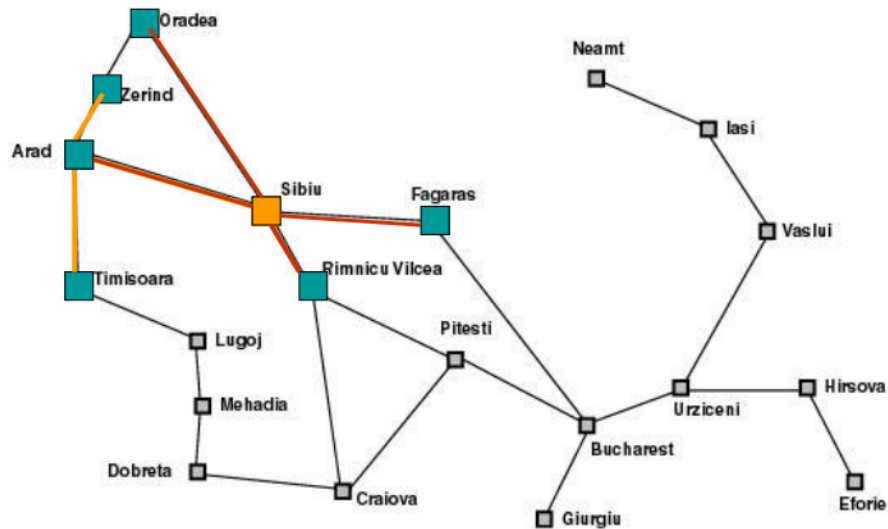 Oradea
Neamt
Zerind
Iasi
Arad
Sibiu
Fagaras
Vaslui
Timisoara
Rimnicu Vilcea
Lugoj
Pitesti
Mehadia
Hirsova
Urziceni
Bucharest
Dobreta
Craiova
Eforie
Giurgiu